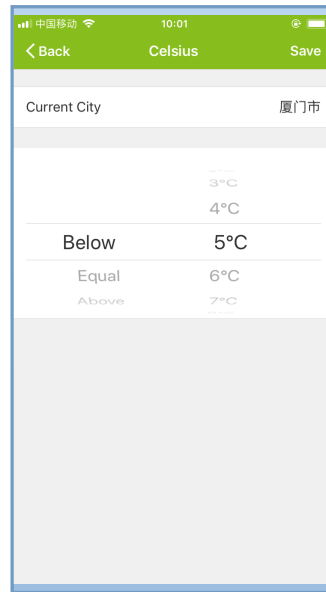 中国移动 10:01
Back Celsius Save
Current City 厦门市
3°C
4°C
Below 5°C
Equal 6°C
Above 7°C